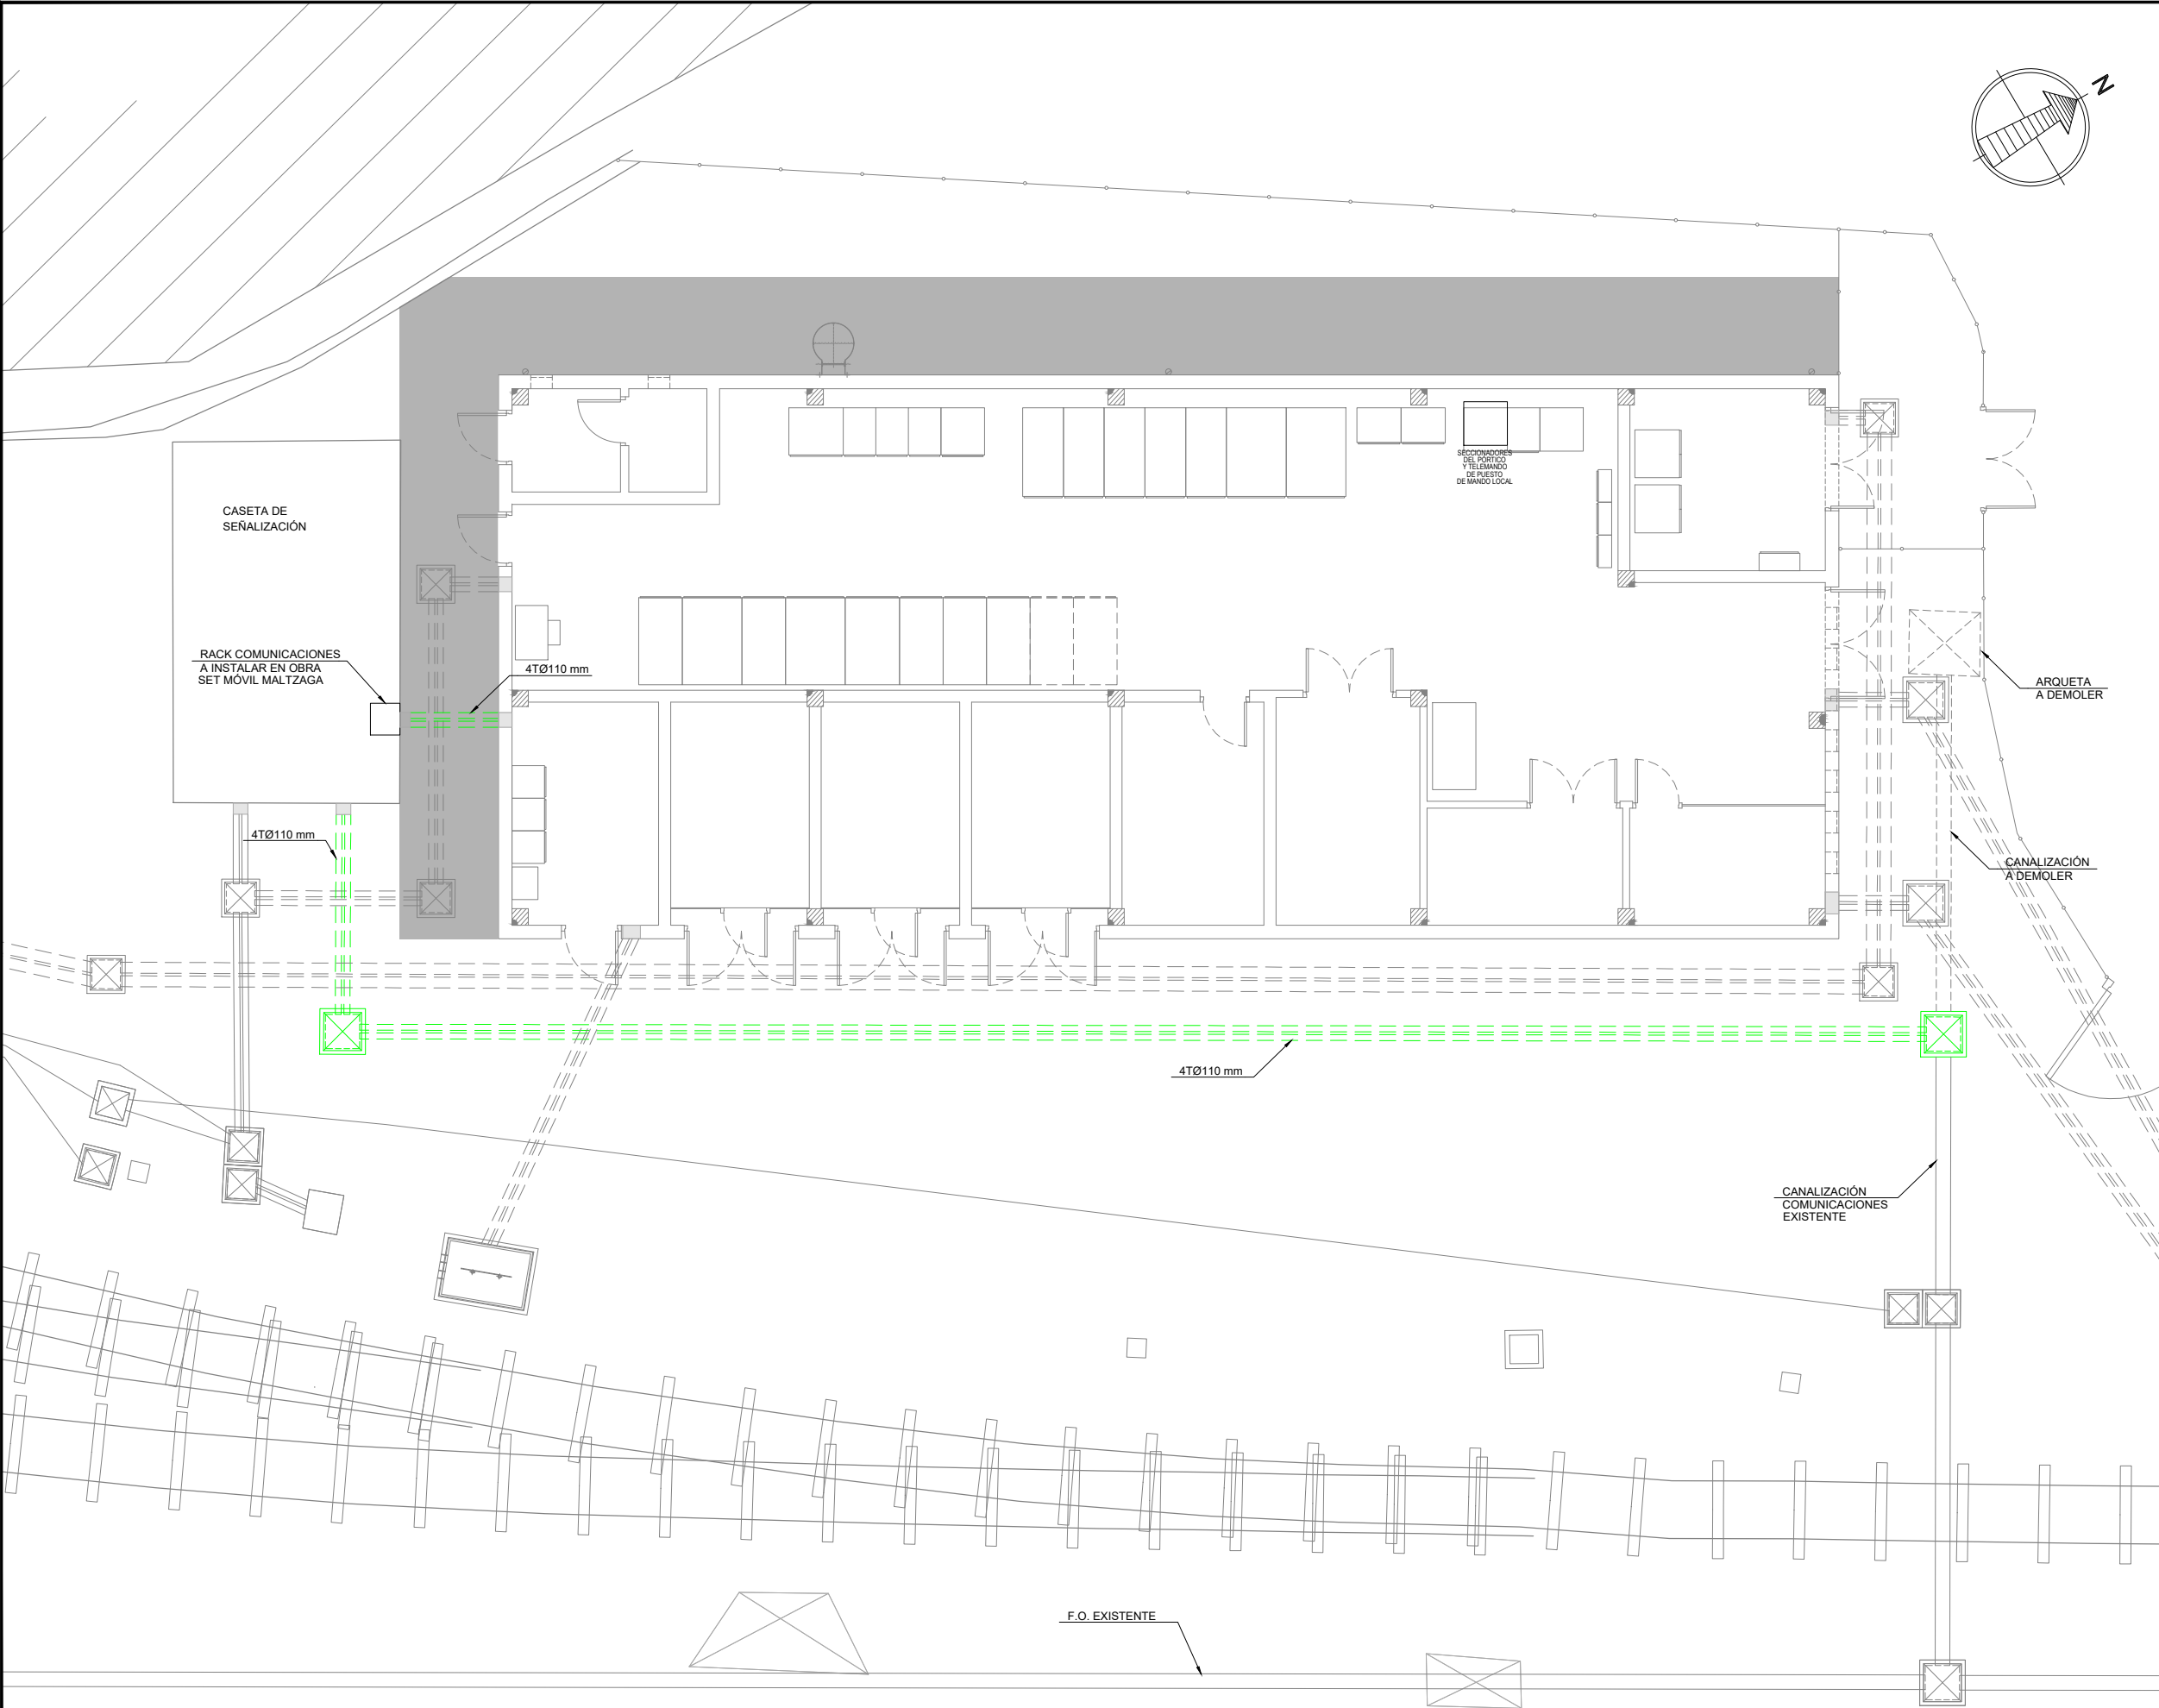 N
SECCIONADORES
DEL PÓRTICO
Y TELEMANDO
DE PUESTO
DE MANDO LOCAL
CASETA DE
SEÑALIZACIÓN
RACK COMUNICACIONES
A INSTALAR EN OBRA
SET MÓVIL MALTZAGA
4TØ110 mm
ARQUETA
A DEMOLER
4TØ110 mm
CANALIZACIÓN
A DEMOLER
4TØ110 mm
CANALIZACIÓN
COMUNICACIONES
EXISTENTE
F.O. EXISTENTE